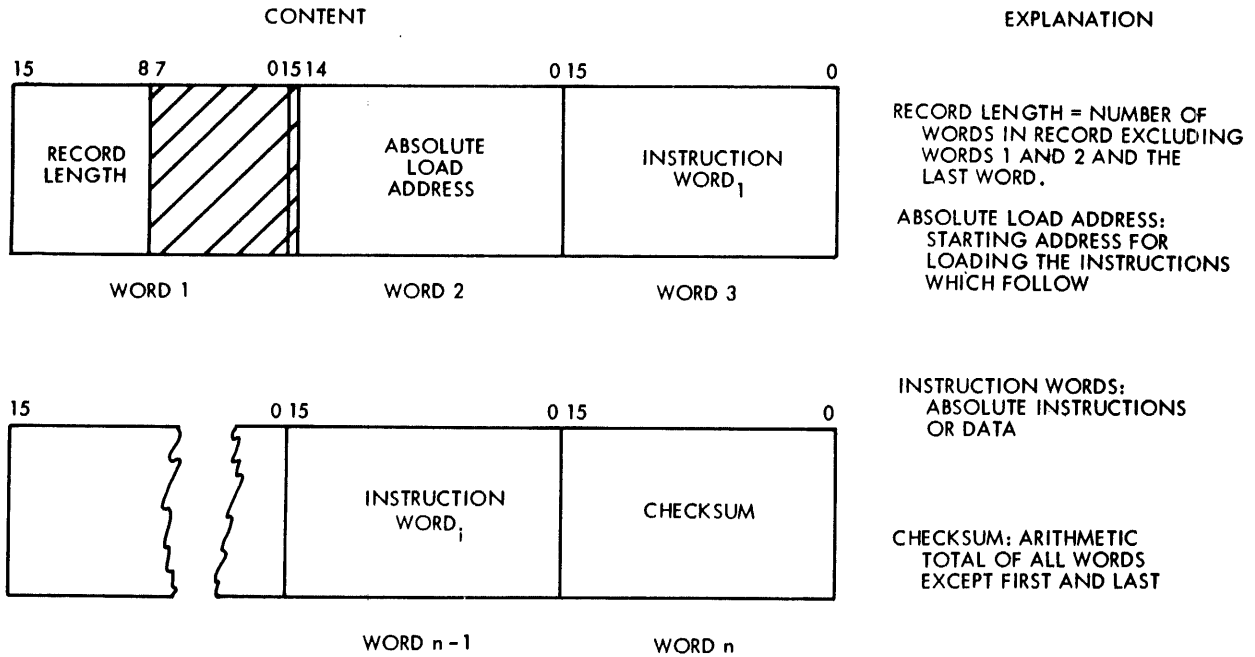 CONTENT
EXPLANATION
15 8 7 0 15 14 0 15 0
RECORD LENGTH
ABSOLUTE LOAD ADDRESS
INSTRUCTION WORD1
WORD 1 WORD 2 WORD 3
RECORD LENGTH = NUMBER OF
WORDS IN RECORD EXCLUDING
WORDS 1 AND 2 AND THE
LAST WORD.
ABSOLUTE LOAD ADDRESS:
STARTING ADDRESS FOR
LOADING THE INSTRUCTIONS
WHICH FOLLOW
15 0 15 0 15 0
INSTRUCTION WORDi
CHECKSUM
WORD n-1 WORD n
INSTRUCTION WORDS:
ABSOLUTE INSTRUCTIONS
OR DATA
CHECKSUM: ARITHMETIC
TOTAL OF ALL WORDS
EXCEPT FIRST AND LAST